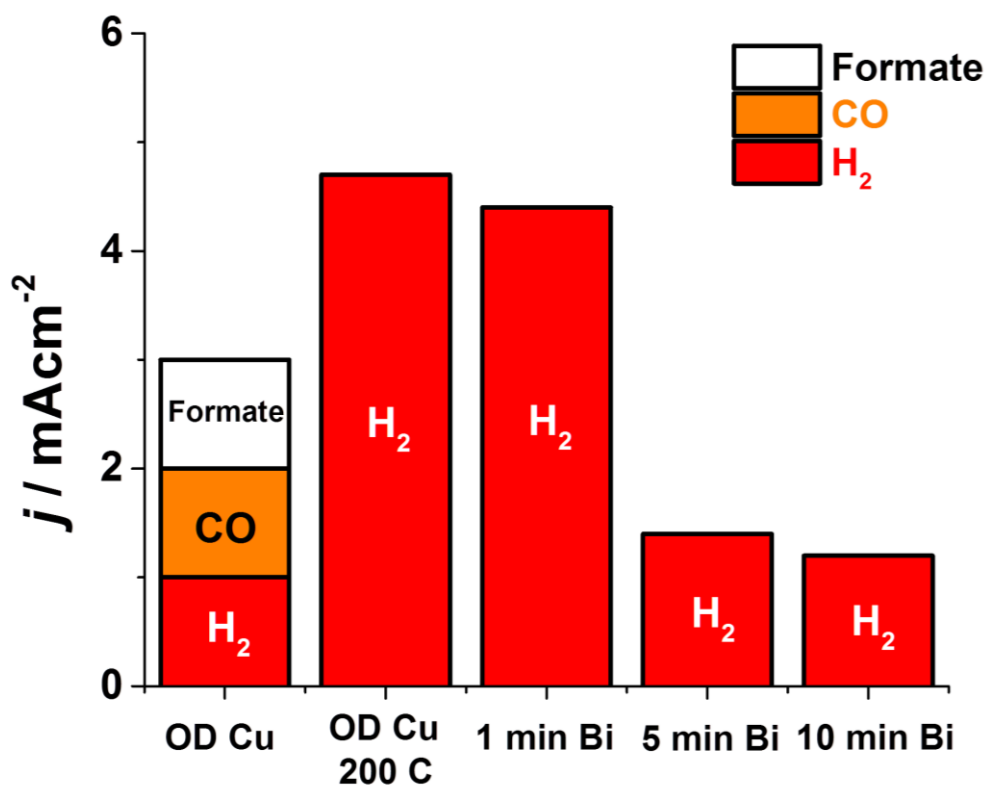 6
4
2
0
j / mAcm⁻²
Formate
CO
H₂
Formate
CO
H₂
H₂
H₂
H₂
H₂
OD Cu
OD Cu
200 C
1 min Bi
5 min Bi
10 min Bi